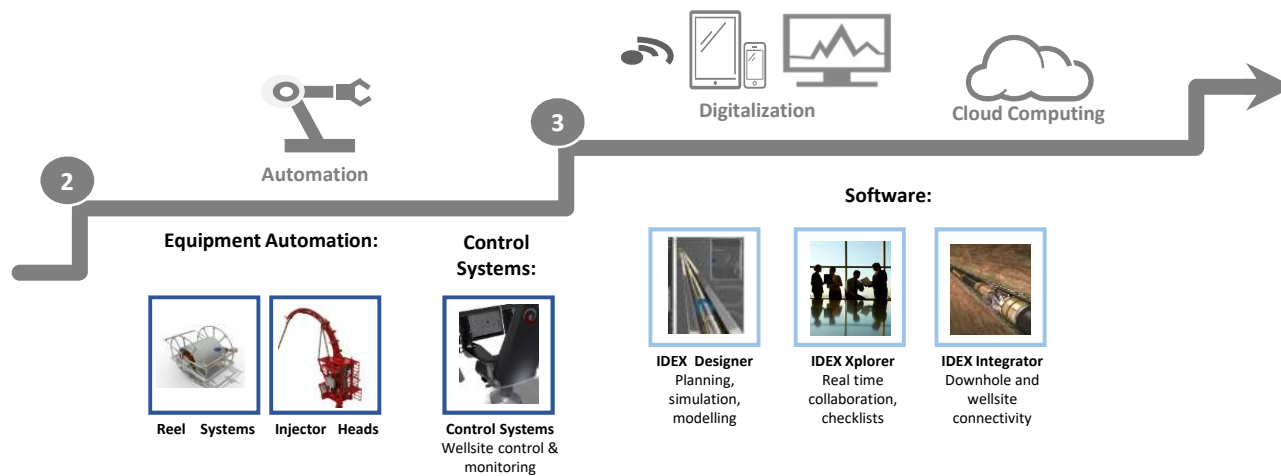 Digitalization
Cloud Computing
3
Automation
2
Software:
Equipment Automation:
Control
Systems:
IDEX Designer
Planning,
simulation,
modelling
IDEX Xplorer
Real time
collaboration,
checklists
IDEX Integrator
Downhole and
wellsite
connectivity
Reel Systems
Injector Heads
Control Systems
Wellsite control &
monitoring